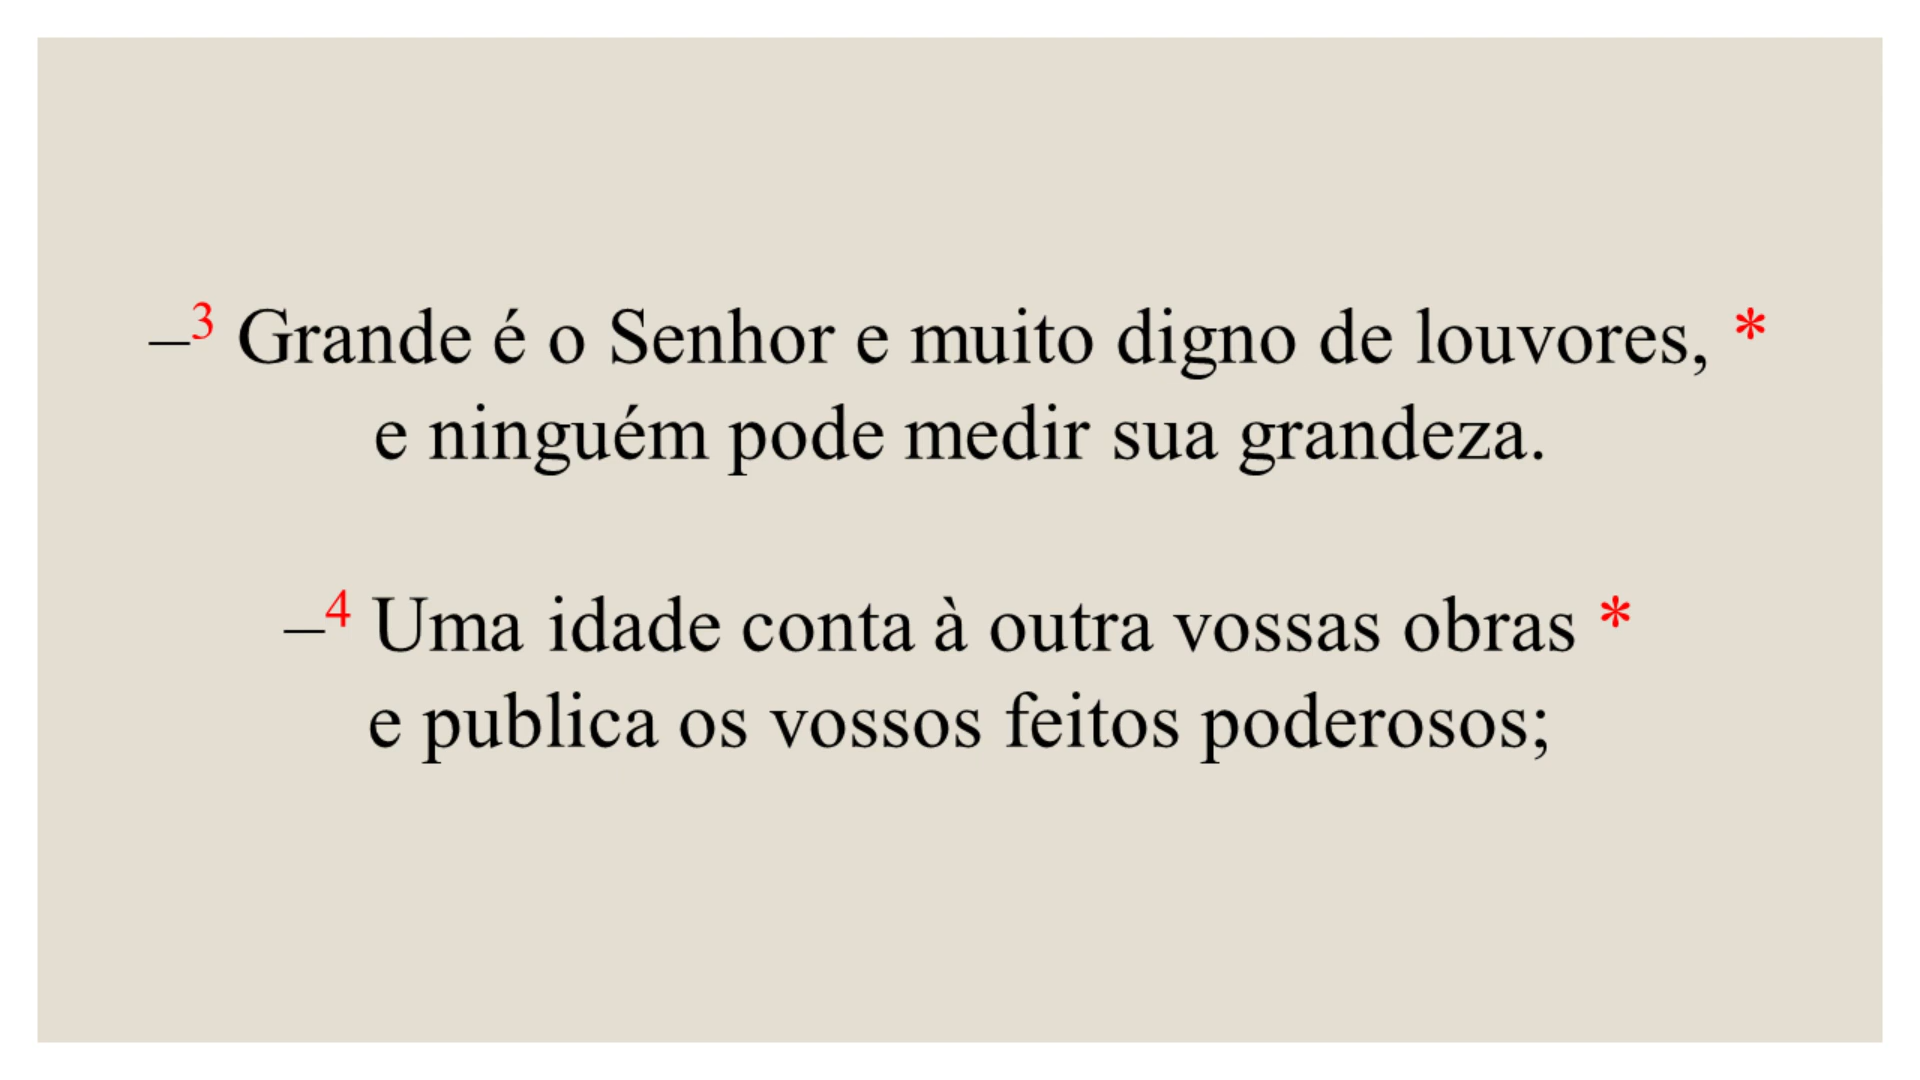 –³ Grande é o Senhor e muito digno de louvores, *
e ninguém pode medir sua grandeza.
–⁴ Uma idade conta à outra vossas obras *
e publica os vossos feitos poderosos;